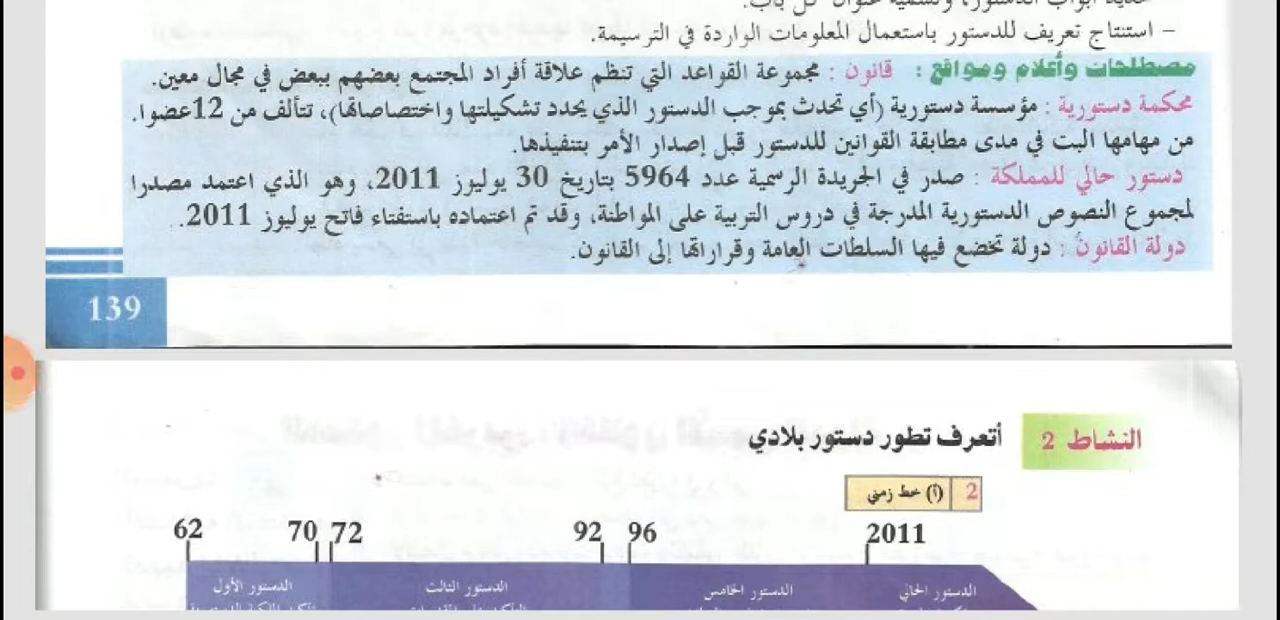 – استنتاج تعريف للدستور باستعمال المعلومات الواردة في الترسيمة.
مصطلحات وأعلام ومواقع : قانون : مجموعة القواعد التي تنظم علاقة أفراد المجتمع بعضهم ببعض في مجال معين.
محكمة دستورية : مؤسسة دستورية (أي تحدث بموجب الدستور الذي يحدد تشكيلتها واختصاصاتها)، تتألف من 12عضوا.
من مهامها البت في مدى مطابقة القوانين للدستور قبل إصدار الأمر بتنفيذها.
دستور حالي للمملكة : صدر في الجريدة الرسمية عدد 5964 بتاريخ 30 يوليوز 2011، وهو الذي اعتمد مصدرا
لمجموع النصوص الدستورية المدرجة في دروس التربية على المواطنة، وقد تم اعتماده باستفتاء فاتح يوليوز 2011.
دولة القانون : دولة تخضع فيها السلطات العامة وقراراتها إلى القانون.
139
النشاط 2 أتعرف تطور دستور بلادي
2 (أ) خط زمني
62 70 72 92 96 2011
الدستور الأول الدستور الثالث الدستور الخامس الدستور الحالي